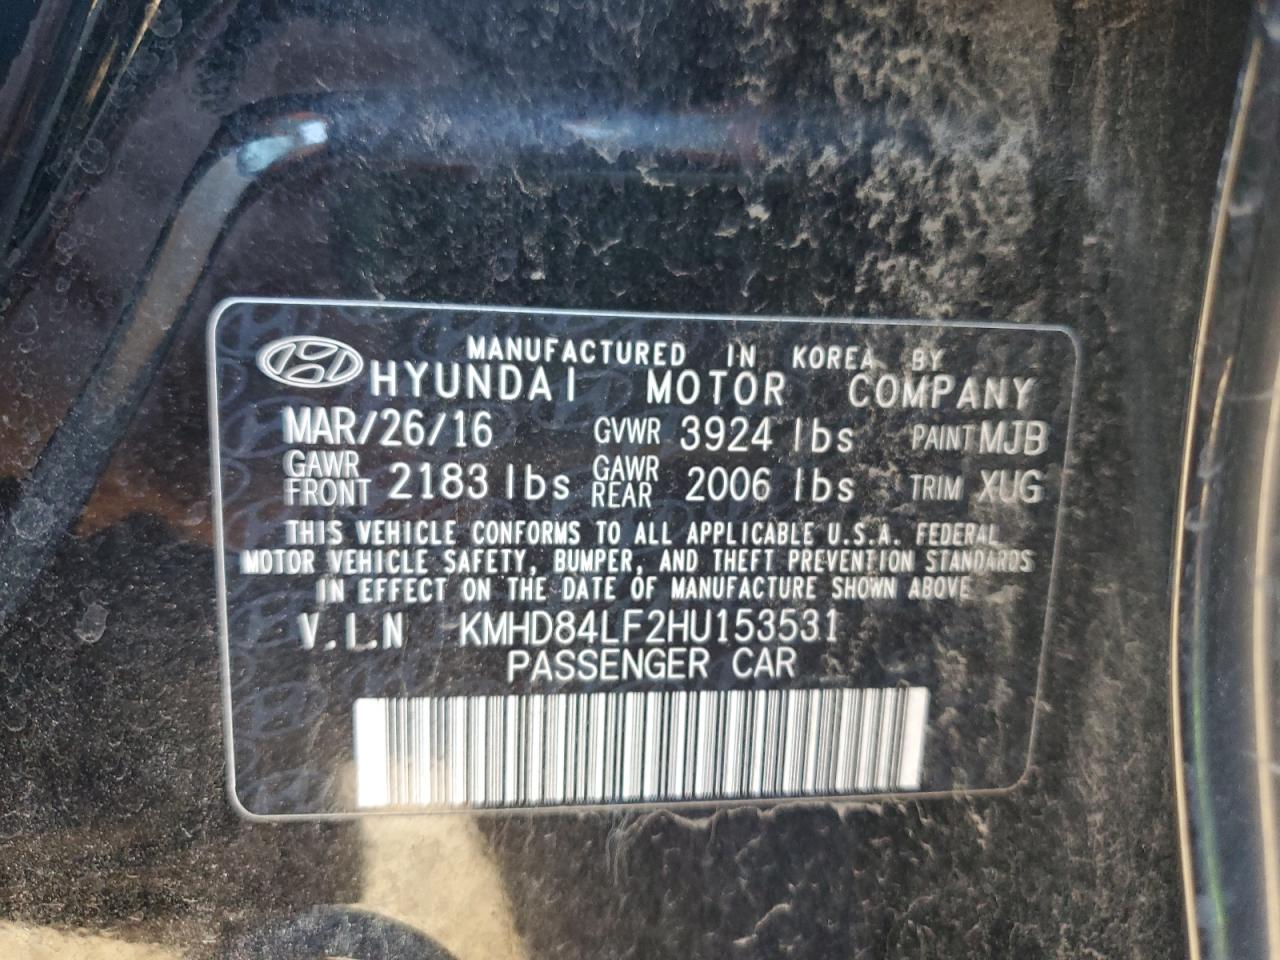 MANUFACTURED IN KOREA BY
HYUNDAI MOTOR COMPANY
MAR/26/16 GVWR 3924 lbs PAINT MJB
GAWR FRONT 2183 lbs GAWR REAR 2006 lbs TRIM XUG
THIS VEHICLE CONFORMS TO ALL APPLICABLE U.S.A. FEDERAL
MOTOR VEHICLE SAFETY, BUMPER, AND THEFT PREVENTION STANDARDS
IN EFFECT ON THE DATE OF MANUFACTURE SHOWN ABOVE
V.I.N KMHD84LF2HU153531
PASSENGER CAR